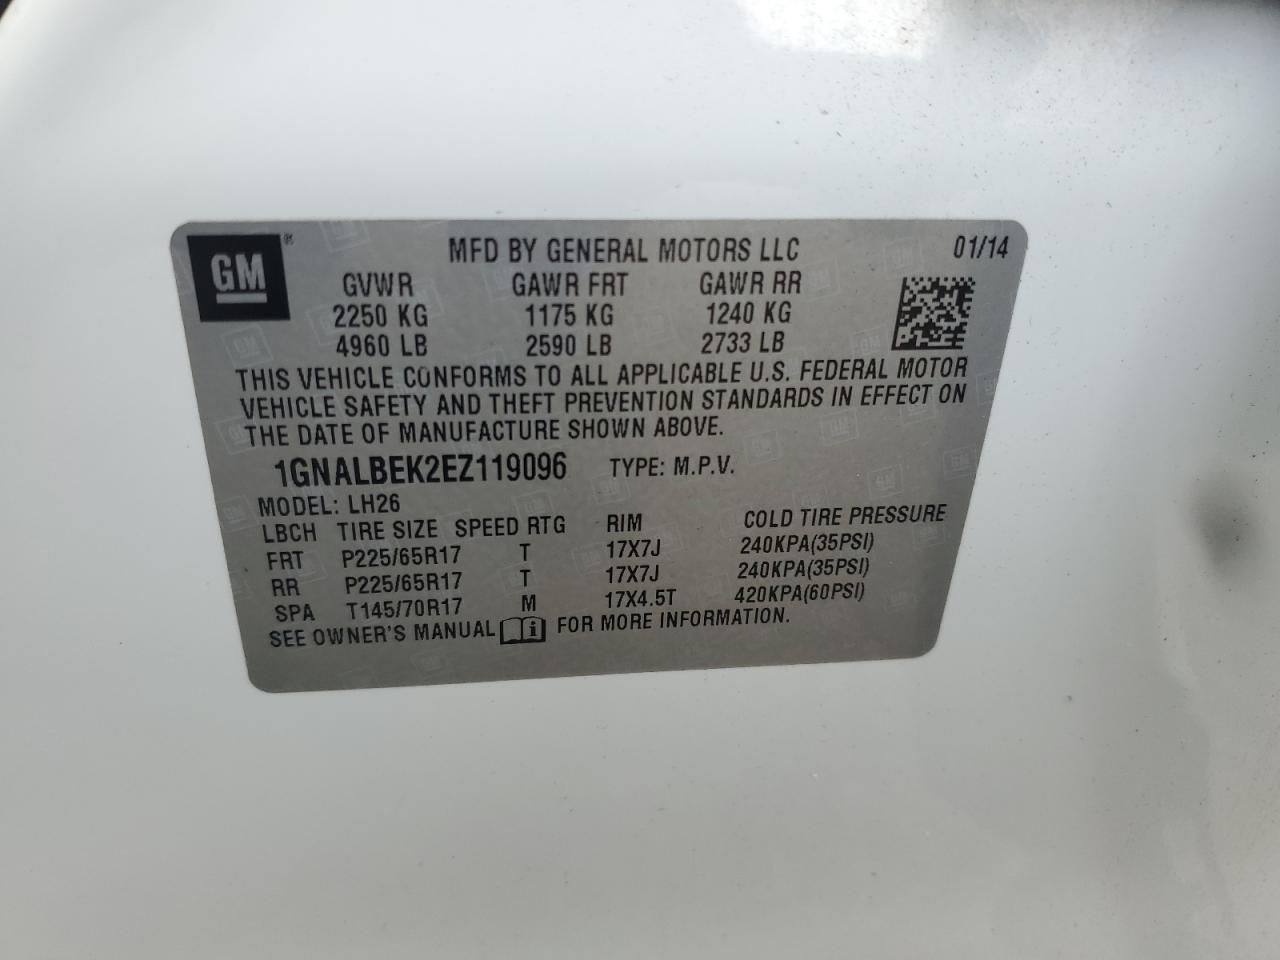 GM ®
MFD BY GENERAL MOTORS LLC 01/14
GVWR GAWR FRT GAWR RR
2250 KG 1175 KG 1240 KG
4960 LB 2590 LB 2733 LB
THIS VEHICLE CONFORMS TO ALL APPLICABLE U.S. FEDERAL MOTOR
VEHICLE SAFETY AND THEFT PREVENTION STANDARDS IN EFFECT ON
THE DATE OF MANUFACTURE SHOWN ABOVE.
1GNALBEK2EZ119096 TYPE: M.P.V.
MODEL: LH26
LBCH TIRE SIZE SPEED RTG RIM COLD TIRE PRESSURE
FRT P225/65R17 T 17X7J 240KPA(35PSI)
RR P225/65R17 T 17X7J 240KPA(35PSI)
SPA T145/70R17 M 17X4.5T 420KPA(60PSI)
SEE OWNER'S MANUAL i FOR MORE INFORMATION.